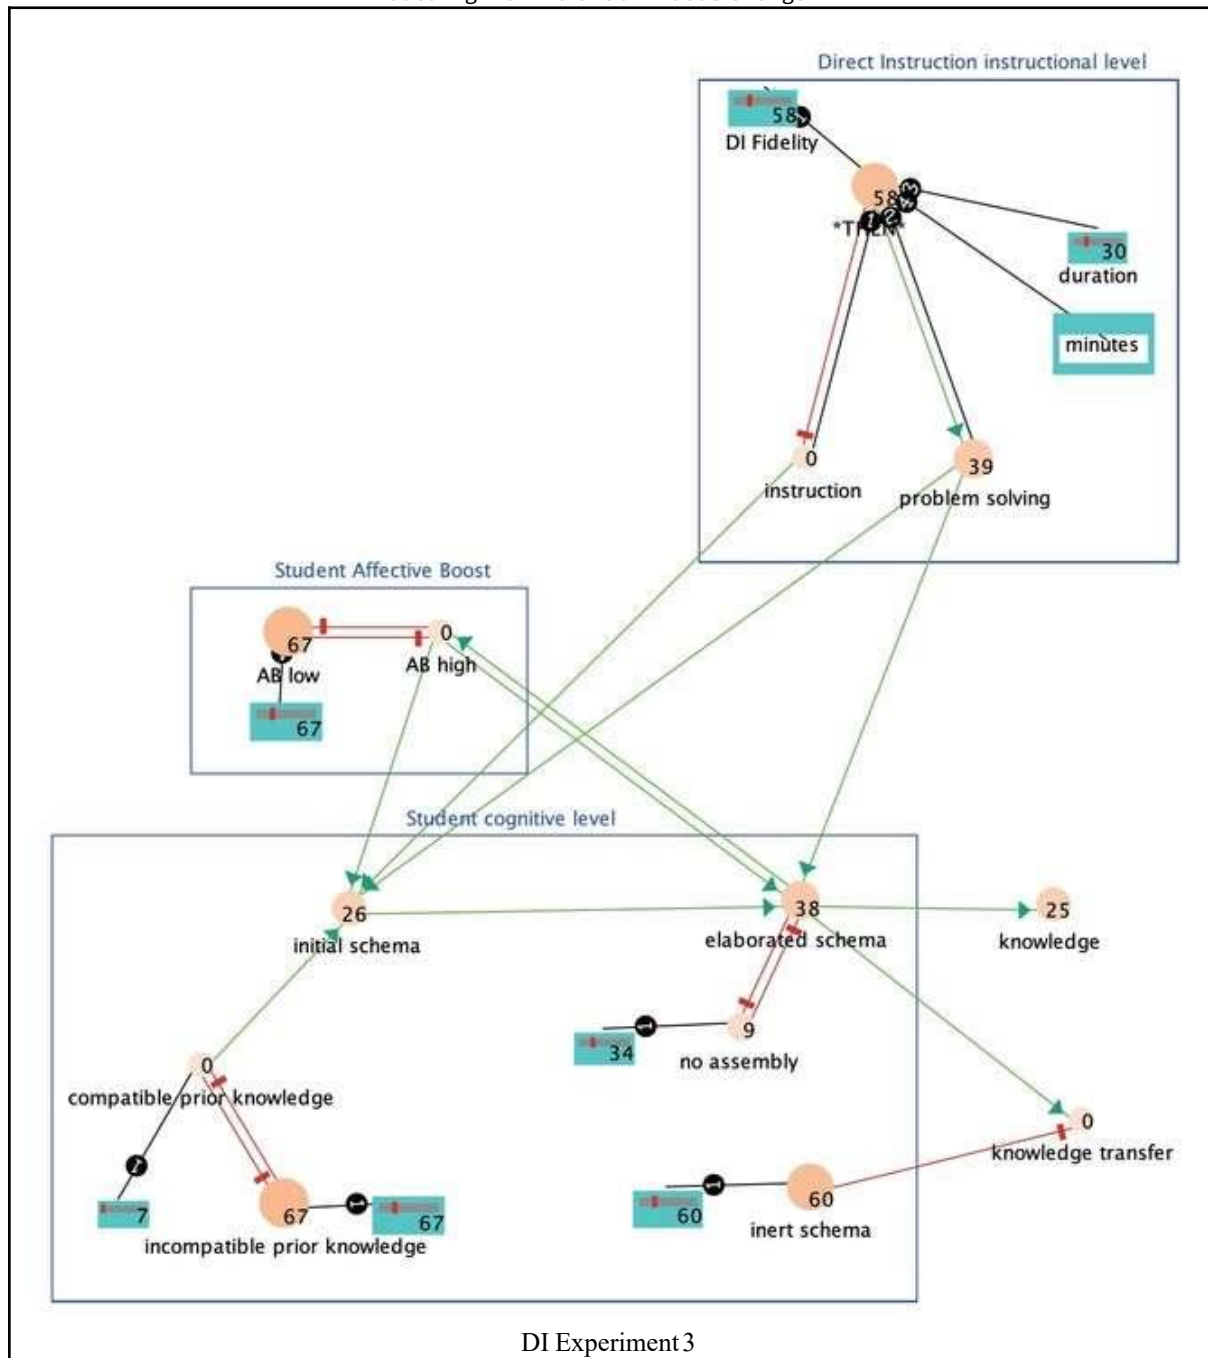 Direct Instruction instructional level
58
DI Fidelity
58
30
duration
minutes
0
instruction
39
problem solving
Student Affective Boost
67
AB low
0
AB high
67
Student cognitive level
26
initial schema
38
elaborated schema
25
knowledge
34
9
no assembly
0
compatible prior knowledge
0
knowledge transfer
7
67
incompatible prior knowledge
67
60
60
inert schema
DI Experiment 3